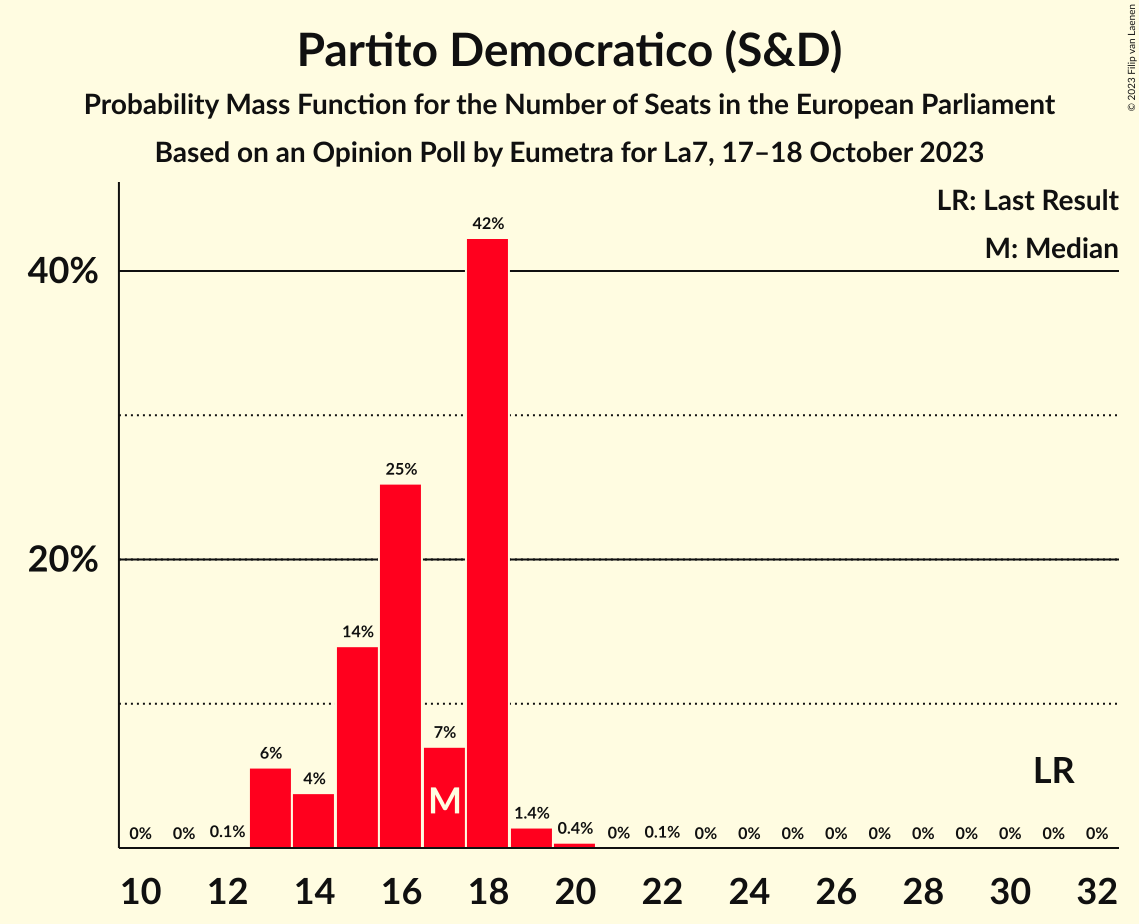 Partito Democratico (S&D)
Probability Mass Function for the Number of Seats in the European Parliament
Based on an Opinion Poll by Eumetra for La7, 17–18 October 2023
© 2023 Filip van Laenen
LR: Last Result
M: Median
40%
20%
0%
0%
0.1%
6%
4%
14%
25%
7%
42%
1.4%
0.4%
0%
0.1%
0%
0%
0%
0%
0%
0%
0%
0%
0%
0%
M
LR
10 12 14 16 18 20 22 24 26 28 30 32